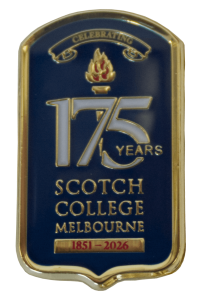 CELEBRATING
175
YEARS
SCOTCH
COLLEGE
MELBOURNE
1851 – 2026